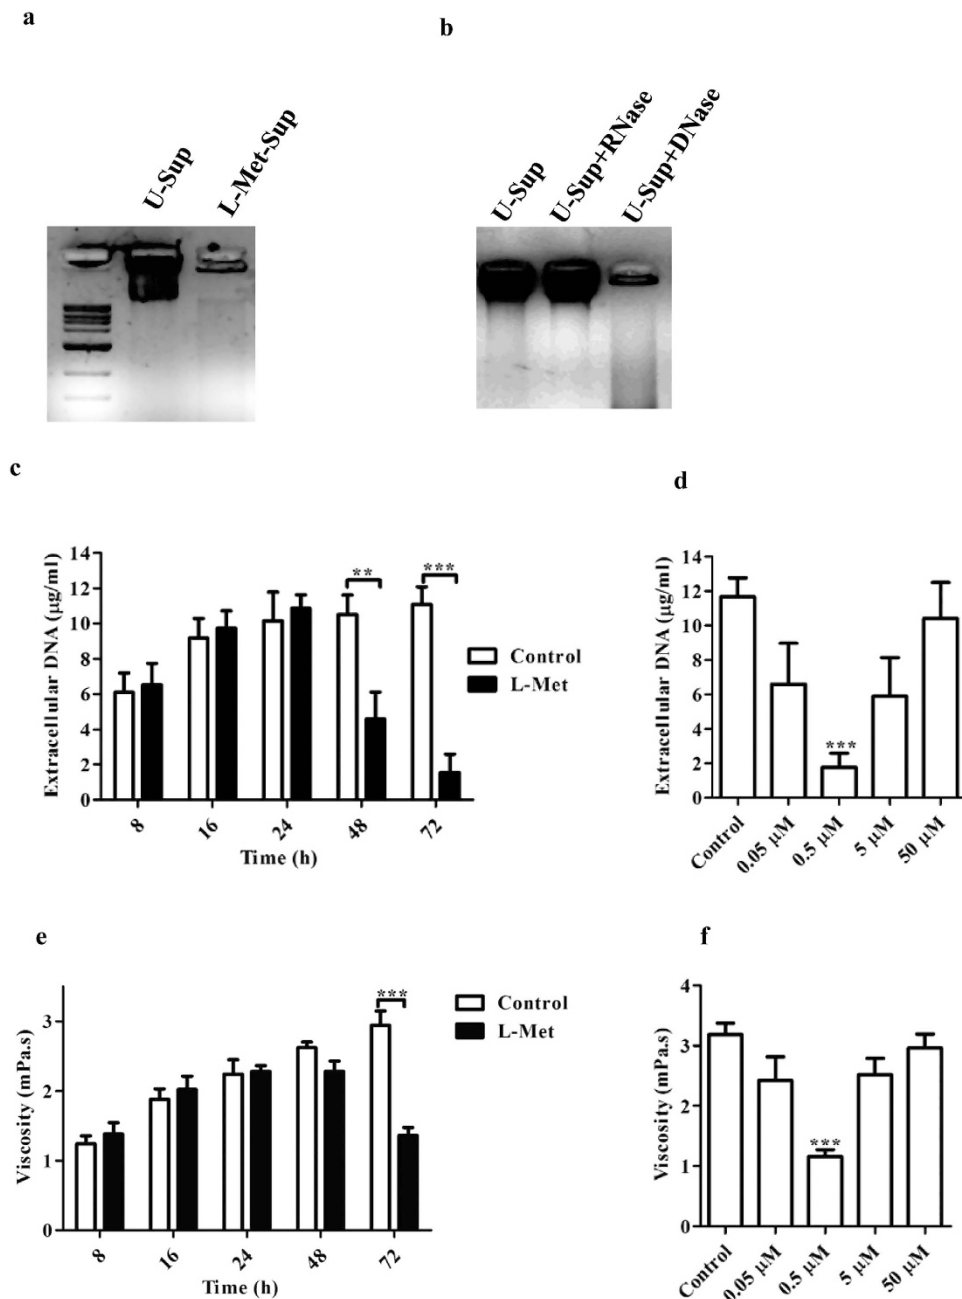 a
b
U-Sup
L-Met-Sup
U-Sup
U-Sup+RNase
U-Sup+DNase
c
Extracellular DNA (μg/ml)
14
12
10
8
6
4
2
0
**
***
Control
L-Met
8
16
24
48
72
Time (h)
d
Extracellular DNA (μg/ml)
14
12
10
8
6
4
2
0
***
Control
0.05 μM
0.5 μM
5 μM
50 μM
e
Viscosity (mPa.s)
3
2
1
0
***
Control
L-Met
8
16
24
48
72
Time (h)
f
Viscosity (mPa.s)
4
3
2
1
0
***
Control
0.05 μM
0.5 μM
5 μM
50 μM